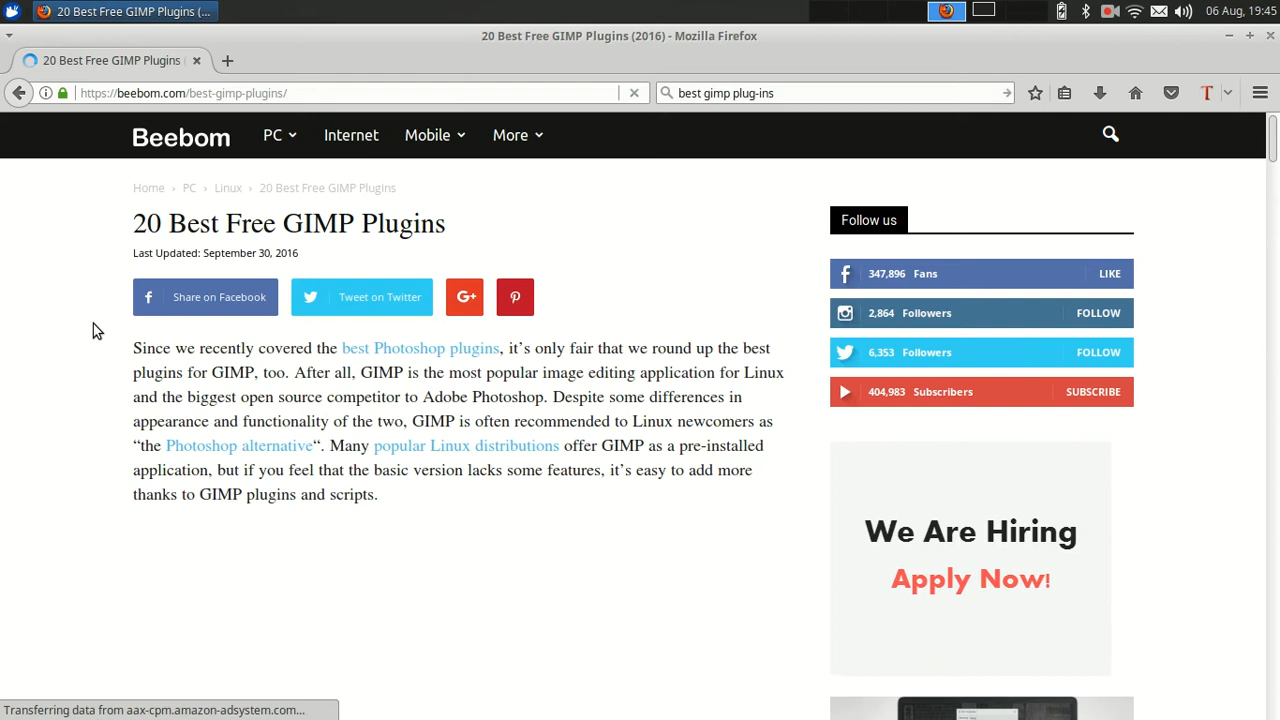 20 Best Free GIMP Plugins (...
06 Aug, 19:45
20 Best Free GIMP Plugins (2016) - Mozilla Firefox
20 Best Free GIMP Plugins
https://beebom.com/best-gimp-plugins/
best gimp plug-ins
T
Beebom
PC
Internet
Mobile
More
Home › PC › Linux › 20 Best Free GIMP Plugins
20 Best Free GIMP Plugins
Last Updated: September 30, 2016
Share on Facebook
Tweet on Twitter
G+
Since we recently covered the best Photoshop plugins, it’s only fair that we round up the best
plugins for GIMP, too. After all, GIMP is the most popular image editing application for Linux
and the biggest open source competitor to Adobe Photoshop. Despite some differences in
appearance and functionality of the two, GIMP is often recommended to Linux newcomers as
“the Photoshop alternative“. Many popular Linux distributions offer GIMP as a pre-installed
application, but if you feel that the basic version lacks some features, it’s easy to add more
thanks to GIMP plugins and scripts.
Follow us
347,896 Fans LIKE
2,864 Followers FOLLOW
6,353 Followers FOLLOW
404,983 Subscribers SUBSCRIBE
We Are Hiring
Apply Now!
Transferring data from aax-cpm.amazon-adsystem.com...